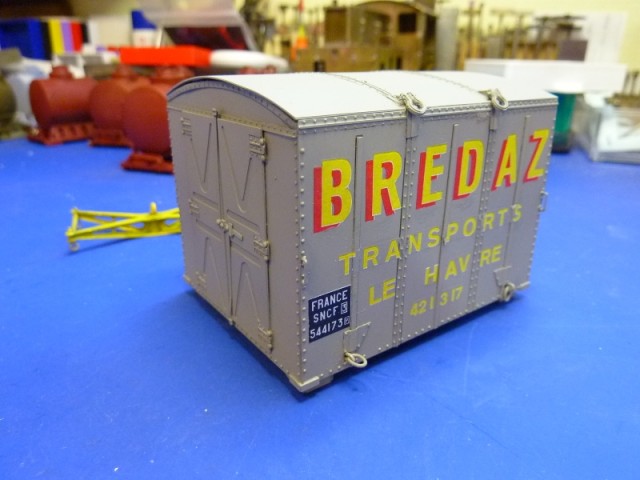 BREDAZ
TRANSPORTS
LE HAVRE
421317
FRANCE
SNCF
544173